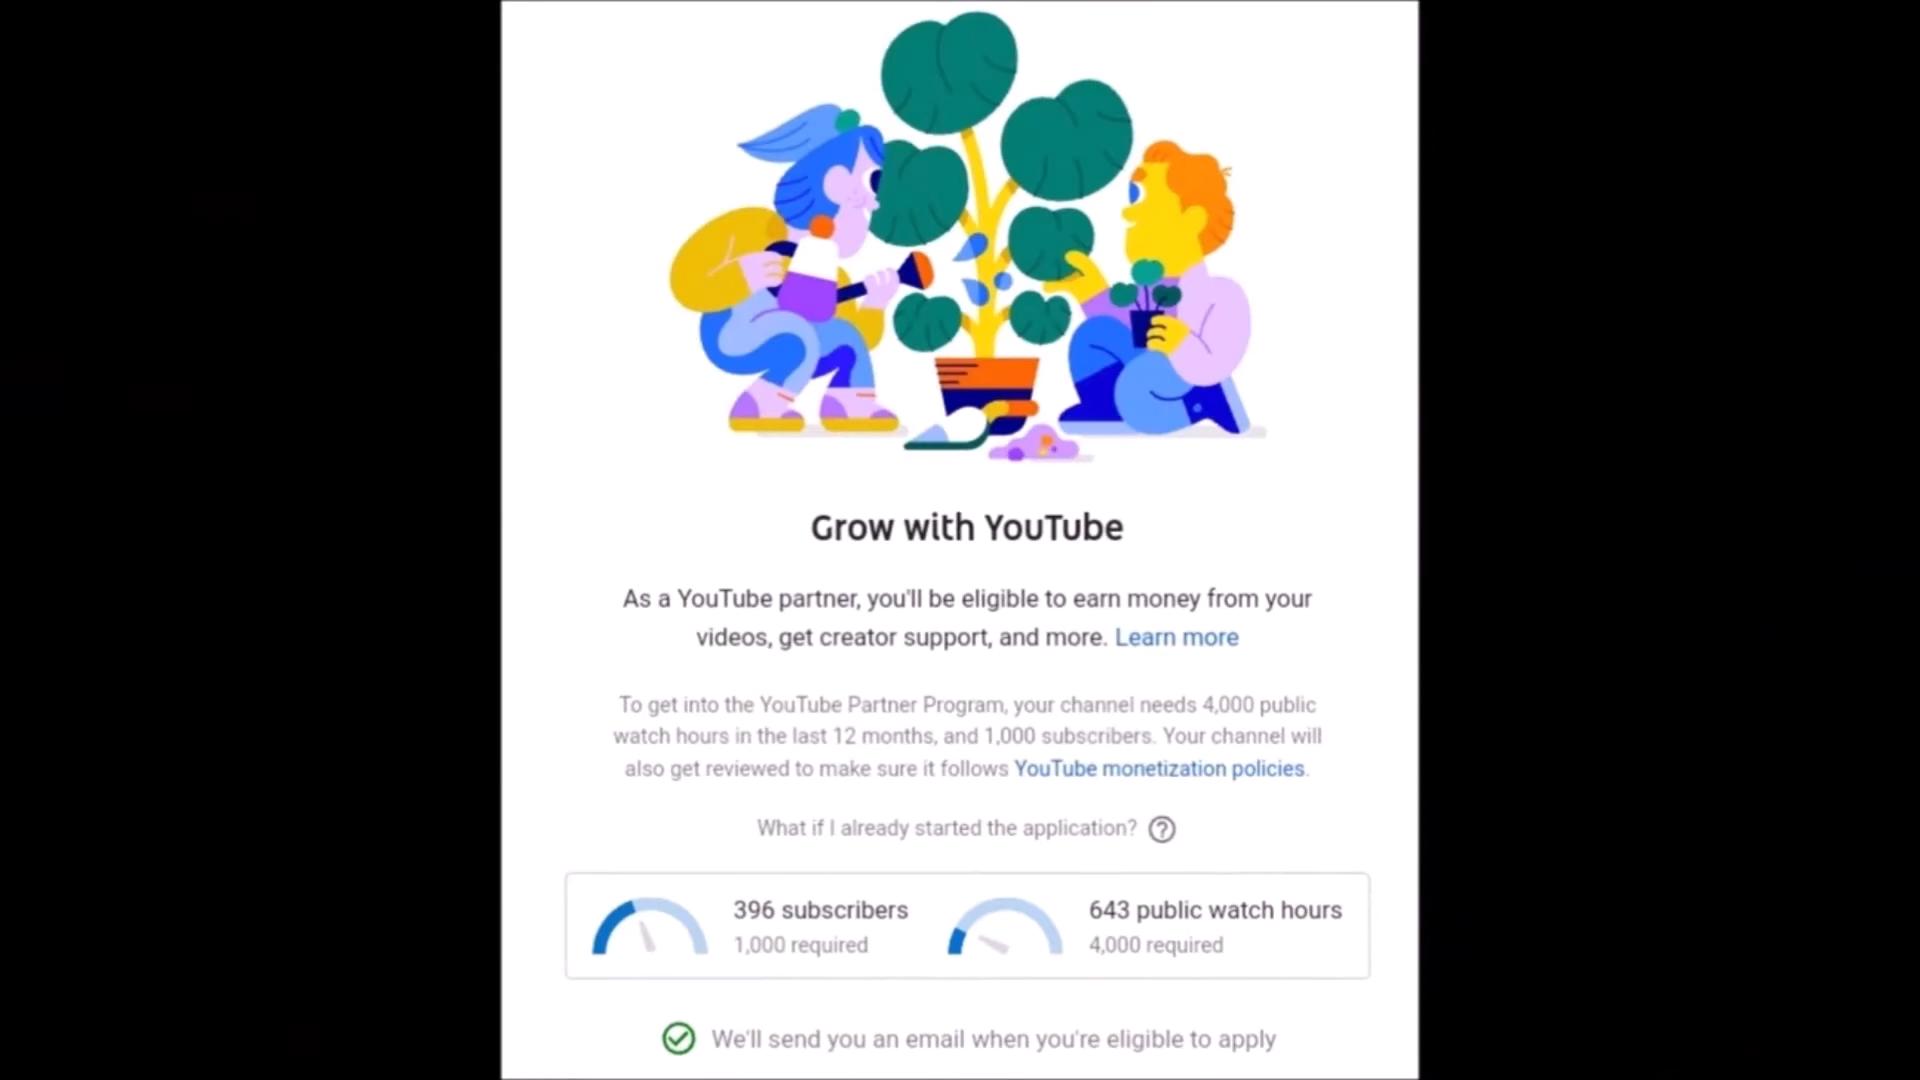 Grow with YouTube
As a YouTube partner, you'll be eligible to earn money from your
videos, get creator support, and more. Learn more
To get into the YouTube Partner Program, your channel needs 4,000 public
watch hours in the last 12 months, and 1,000 subscribers. Your channel will
also get reviewed to make sure it follows YouTube monetization policies.
What if I already started the application? ?
396 subscribers
1,000 required
643 public watch hours
4,000 required
We'll send you an email when you're eligible to apply